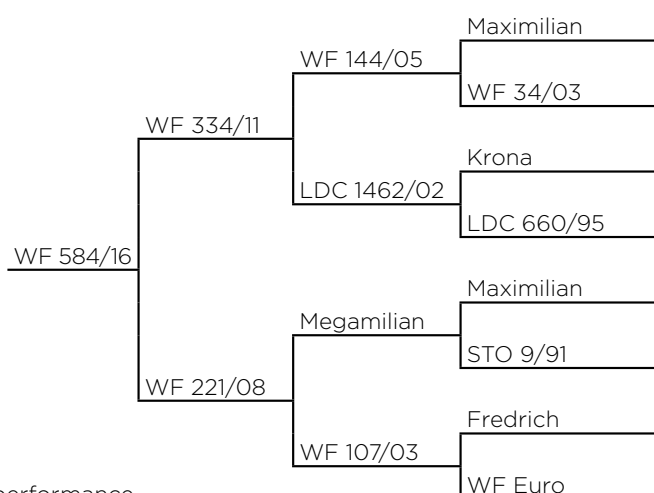 Maximilian
WF 144/05
WF 34/03
WF 334/11
Krona
LDC 1462/02
LDC 660/95
WF 584/16
Maximilian
Megamilian
STO 9/91
WF 221/08
Fredrich
WF 107/03
WF Euro
performance